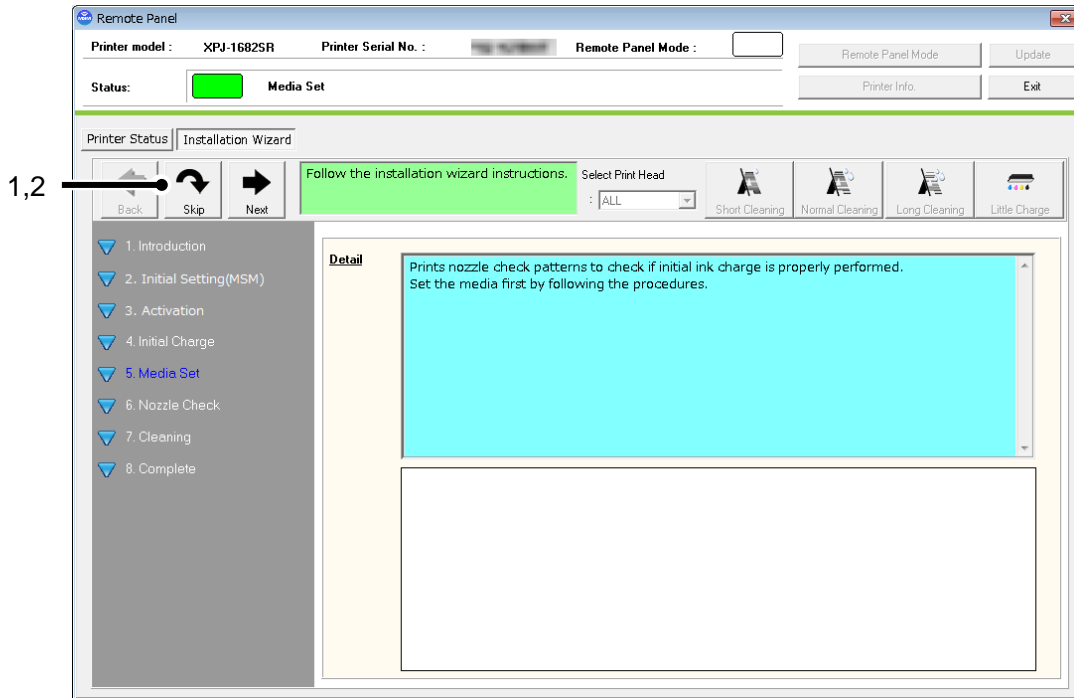 Remote Panel
Printer model : XPJ-1682SR Printer Serial No. : Remote Panel Mode :
Remote Panel Mode Update
Status: Media Set
Printer Info. Exit
Printer Status Installation Wizard
1,2
Back Skip Next
Follow the installation wizard instructions.
Select Print Head
: ALL
Short Cleaning Normal Cleaning Long Cleaning Little Charge
1. Introduction
2. Initial Setting(MSM)
3. Activation
4. Initial Charge
5. Media Set
6. Nozzle Check
7. Cleaning
8. Complete
Detail
Prints nozzle check patterns to check if initial ink charge is properly performed.
Set the media first by following the procedures.